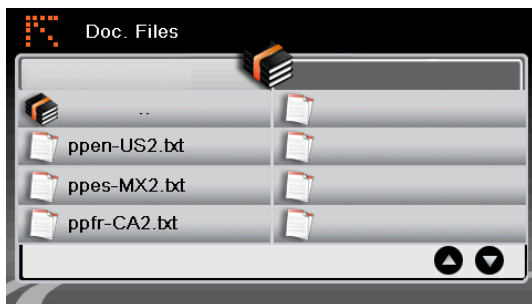 Doc. Files
..
ppen-US2.txt
ppes-MX2.txt
ppfr-CA2.txt